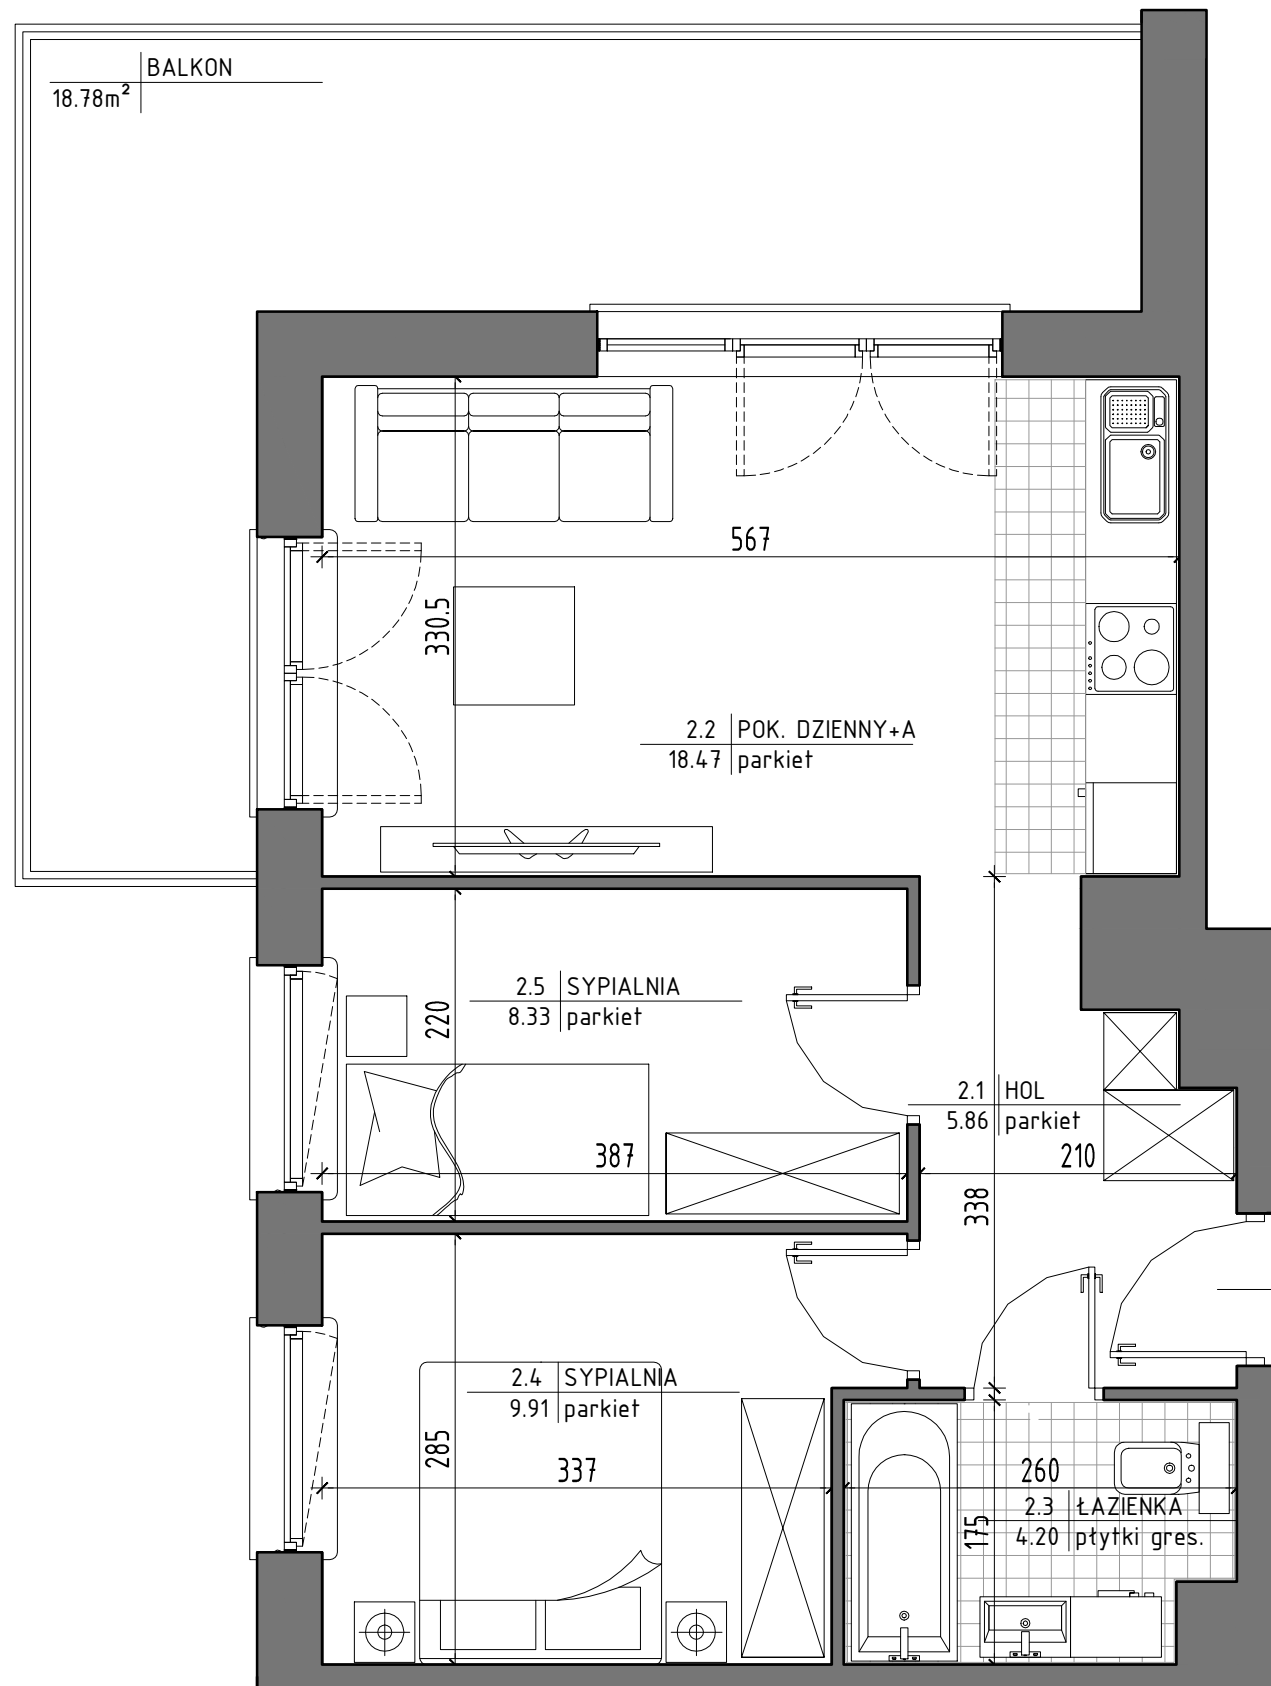 BALKON
18.78m²
567
330.5
2.2 POK. DZIENNY+A
18.47 parkiet
2.5 SYPIALNIA
8.33 parkiet
220
2.1 HOL
5.86 parkiet
387
210
338
2.4 SYPIALNIA
9.91 parkiet
285
337
260
2.3 ŁAZIENKA
4.20 płytki gres.
175